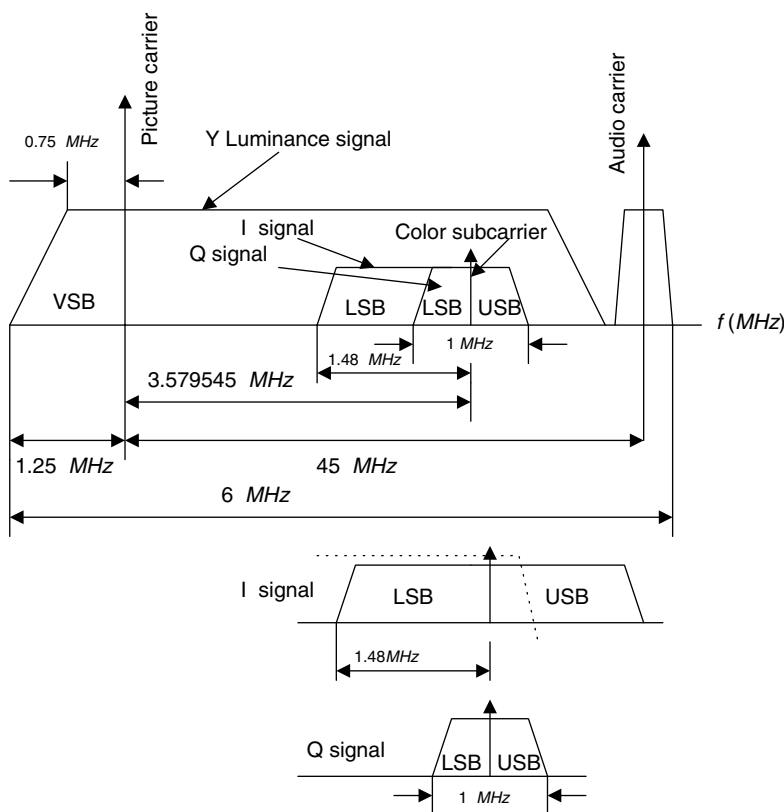 Picture carrier
Audio carrier
0.75 MHz
Y Luminance signal
I signal
Color subcarrier
Q signal
VSB
LSB
LSB
USB
f (MHz)
1.48 MHz
1 MHz
3.579545 MHz
1.25 MHz
45 MHz
6 MHz
I signal
LSB
USB
1.48MHz
Q signal
LSB
USB
1 MHz